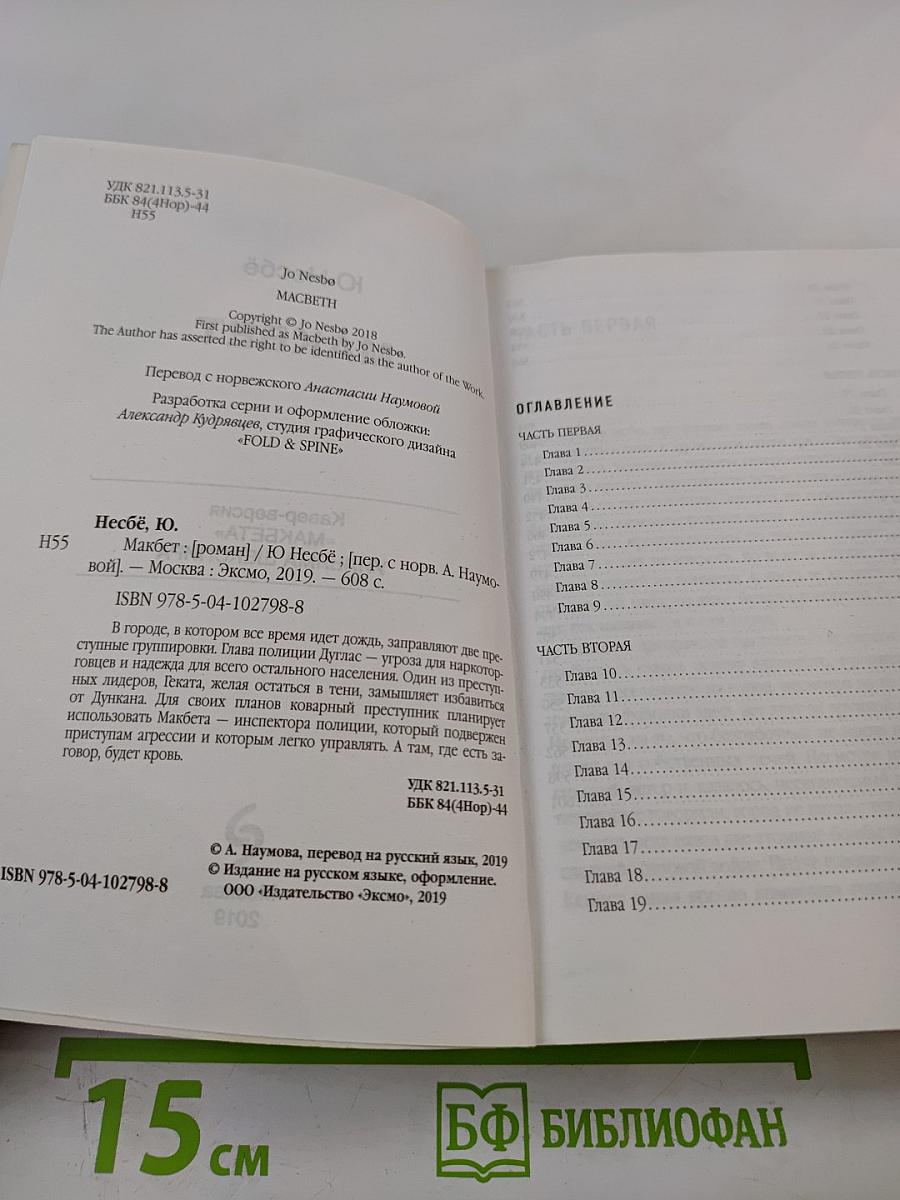 УДК 821.113.5-31
ББК 84(4Нор)-44
Н55
Jo Nesbø
MACBETH
Copyright © Jo Nesbø 2018
First published as Macbeth by Jo Nesbø.
The Author has asserted the right to be identified as the author of the Work.
Перевод с норвежского Анастасии Наумовой
Разработка серии и оформление обложки:
Александр Кудрявцев, студия графического дизайна
«FOLD & SPINE»
Несбё, Ю.
Н55 Макбет : [роман] / Ю Несбё ; [пер. с норв. А. Наумо-
вой]. — Москва : Эксмо, 2019. — 608 с.
ISBN 978-5-04-102798-8
В городе, в котором все время идет дождь, заправляют две пре-
ступные группировки. Глава полиции Дуглас — угроза для наркотор-
говцев и надежда для всего остального населения. Один из преступ-
ных лидеров, Геката, желая остаться в тени, замышляет избавиться
от Дункана. Для своих планов коварный преступник планирует
использовать Макбета — инспектора полиции, который подвержен
приступам агрессии и которым легко управлять. А там, где есть за-
говор, будет кровь.
УДК 821.113.5-31
ББК 84(4Нор)-44
© А. Наумова, перевод на русский язык, 2019
© Издание на русском языке, оформление.
ООО «Издательство «Эксмо», 2019
ISBN 978-5-04-102798-8
ОГЛАВЛЕНИЕ
ЧАСТЬ ПЕРВАЯ
Глава 1
Глава 2
Глава 3
Глава 4
Глава 5
Глава 6
Глава 7
Глава 8
Глава 9
ЧАСТЬ ВТОРАЯ
Глава 10
Глава 11
Глава 12
Глава 13
Глава 14
Глава 15
Глава 16
Глава 17
Глава 18
Глава 19
15 см
БФ БИБЛИОФАН